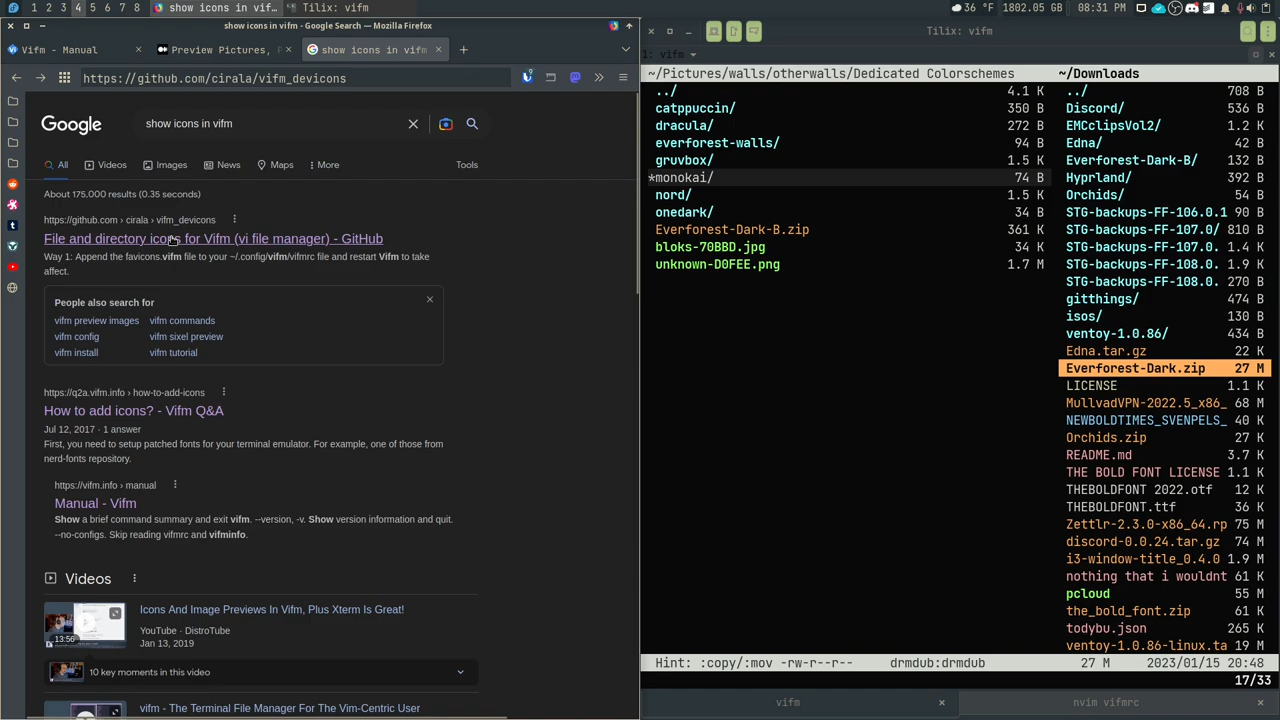 1 2 3 4 5 6 7 8 show icons in vif... Tilix: vifm
36 °F 1802.05 GB 08:31 PM
show icons in vifm - Google Search — Mozilla Firefox
Vifm - Manual
Preview Pictures,
show icons in vifm
https://github.com/cirala/vifm_devicons
Google
show icons in vifm
All
Videos
Images
News
Maps
More
Tools
About 175,000 results (0.35 seconds)
https://github.com › cirala › vifm_devicons
File and directory icons for Vifm (vi file manager) - GitHub
Way 1: Append the favicons.vifm file to your ~/.config/vifm/vifmrc file and restart Vifm to take
affect.
People also search for
vifm preview images vifm commands
vifm config vifm sixel preview
vifm install vifm tutorial
https://q2a.vifm.info › how-to-add-icons
How to add icons? - Vifm Q&A
Jul 12, 2017 · 1 answer
First, you need to setup patched fonts for your terminal emulator. For example, one of those from
nerd-fonts repository.
https://vifm.info › manual
Manual - Vifm
Show a brief command summary and exit vifm. --version, -v. Show version information and quit.
--no-configs. Skip reading vifmrc and vifminfo.
Videos
Icons And Image Previews In Vifm, Plus Xterm Is Great!
YouTube · DistroTube
Jan 13, 2019
13:56
10 key moments in this video
vifm - The Terminal File Manager For The Vim-Centric User
Tilix: vifm
1: vifm
~/Pictures/walls/otherwalls/Dedicated Colorschemes
../ 4.1 K
catppuccin/ 350 B
dracula/ 272 B
everforest-walls/ 94 B
gruvbox/ 1.5 K
*monokai/ 74 B
nord/ 1.5 K
onedark/ 34 B
Everforest-Dark-B.zip 361 K
bloks-70BBD.jpg 34 K
unknown-D0FEE.png 1.7 M
~/Downloads
../ 708 B
Discord/ 536 B
EMCclipsVol2/ 1.2 K
Edna/ 42 B
Everforest-Dark-B/ 132 B
Hyprland/ 392 B
Orchids/ 54 B
STG-backups-FF-106.0.1 90 B
STG-backups-FF-107.0/ 810 B
STG-backups-FF-107.0. 1.4 K
STG-backups-FF-108.0. 1.9 K
STG-backups-FF-108.0. 270 B
gitthings/ 474 B
isos/ 130 B
ventoy-1.0.86/ 434 B
Edna.tar.gz 22 K
Everforest-Dark.zip 27 M
LICENSE 1.1 K
MullvadVPN-2022.5_x86_ 68 M
NEWBOLDTIMES_SVENPELS_ 40 K
Orchids.zip 27 K
README.md 3.7 K
THE BOLD FONT LICENSE 1.1 K
THEBOLDFONT 2022.otf 12 K
THEBOLDFONT.ttf 36 K
Zettlr-2.3.0-x86_64.rp 75 M
discord-0.0.24.tar.gz 74 M
i3-window-title_0.4.0 1.9 M
nothing that i wouldnt 61 K
pcloud 55 M
the_bold_font.zip 61 K
todybu.json 265 K
ventoy-1.0.86-linux.ta 19 M
Hint: :copy/:mov -rw-r--r-- drmdub:drmdub 27 M 2023/01/15 20:48
17/33
vifm
nvim vifmrc